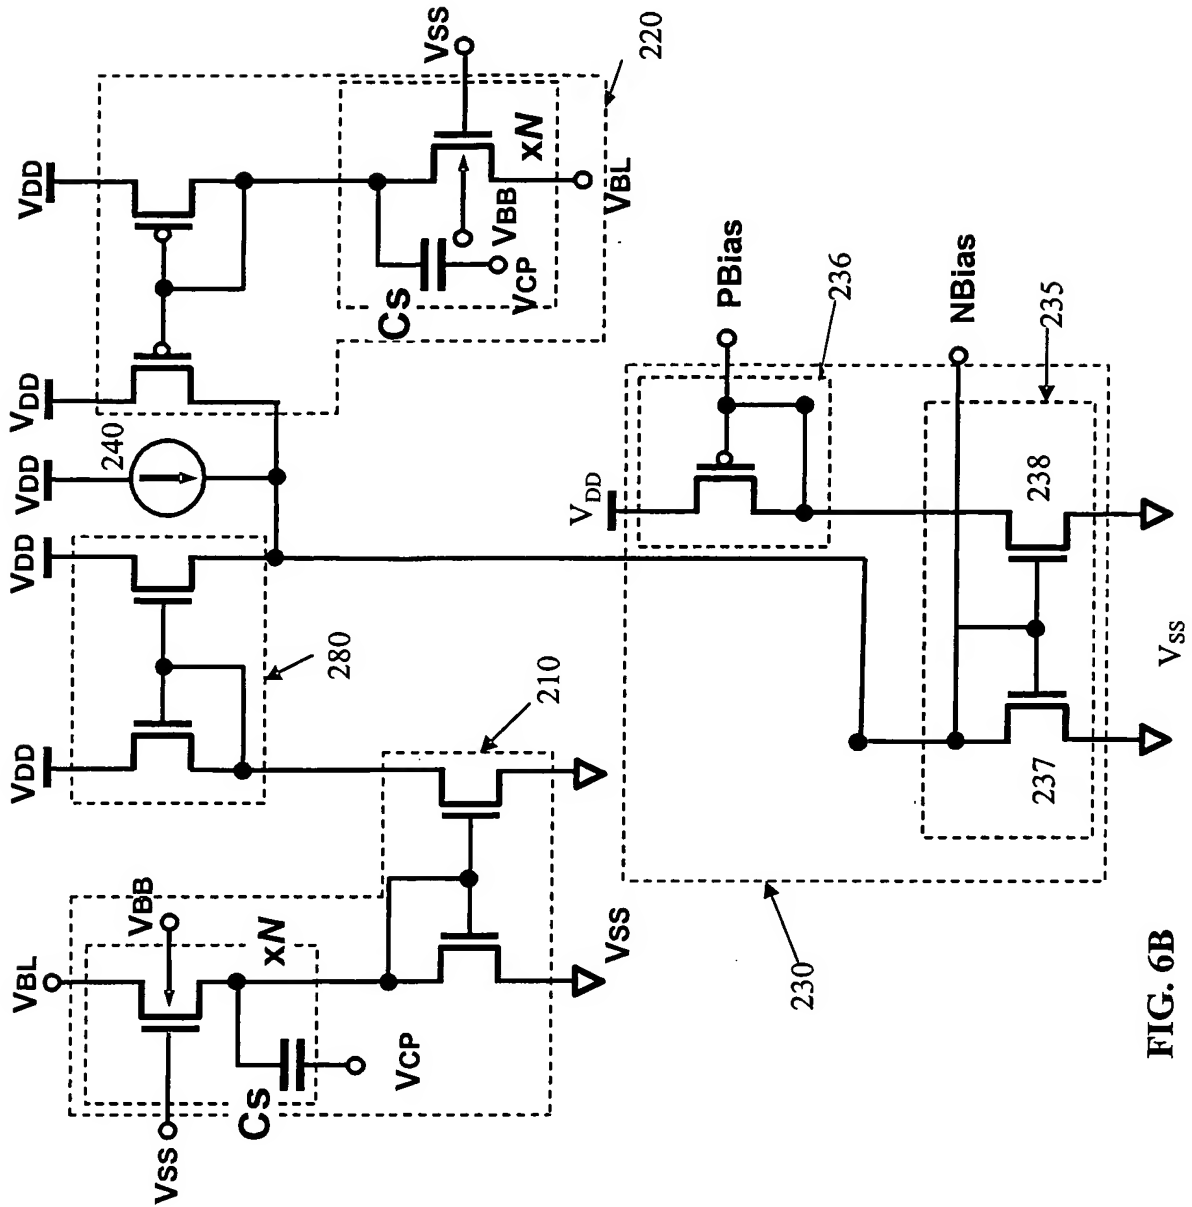 VDD
VDD
VDD
VDD
VDD
240
Vss
220
xN
VBB
VBL
Cs
VCP
280
210
VBL
VBB
xN
Vss
Cs
VCP
Vss
VDD
PBias
236
NBias
235
238
237
Vss
230
FIG. 6B